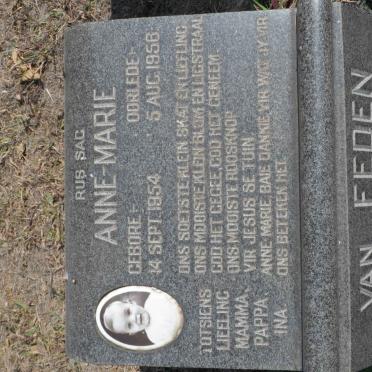 RUS SAG
ANNE-MARIE
GEBORE:- OORLEDE:-
14 SEPT. 1954 5 AUG. 1956
ONS SOETSTE KLEIN SKAT EN LIEFLING
ONS MOOISTE KLEIN BLOM EN LIGSTRAAL
GOD HET GEGEE, GOD HET GENEEM
ONS MOOISTE ROOSKNOP
VIR JESUS SE TUIN
ANNE-MARIE BAIE DANKIE VIR WAT JY VIR
ONS BETEKEN HET
TOTSIENS
LIEFLING
MAMMA
PAPPA
INA
VAN EEDEN